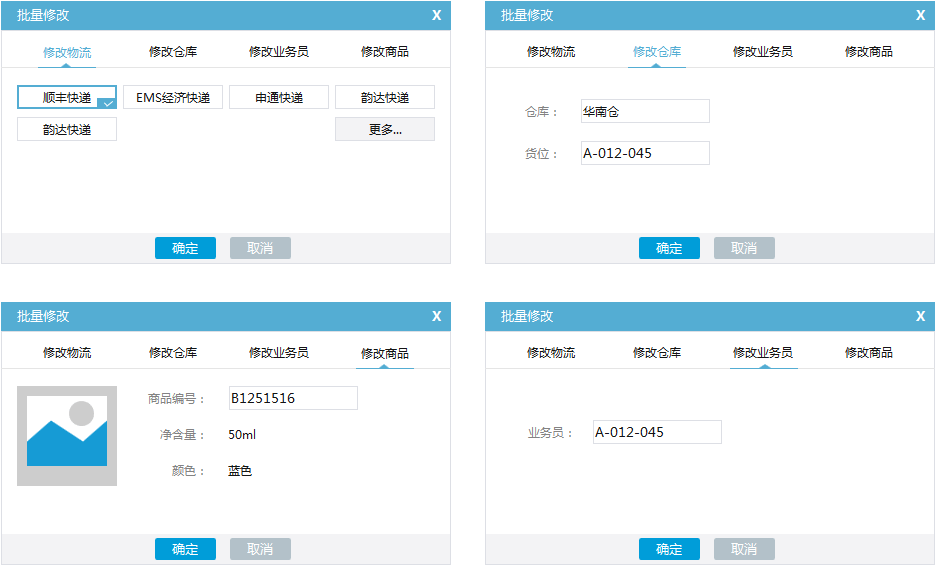 批量修改 X
修改物流 修改仓库 修改业务员 修改商品
顺丰快递 EMS经济快递 申通快递 韵达快递
韵达快递 更多...
确定 取消
批量修改 X
修改物流 修改仓库 修改业务员 修改商品
仓库： 华南仓
货位： A-012-045
确定 取消
批量修改 X
修改物流 修改仓库 修改业务员 修改商品
商品编号： B1251516
净含量： 50ml
颜色： 蓝色
确定 取消
批量修改 X
修改物流 修改仓库 修改业务员 修改商品
业务员： A-012-045
确定 取消